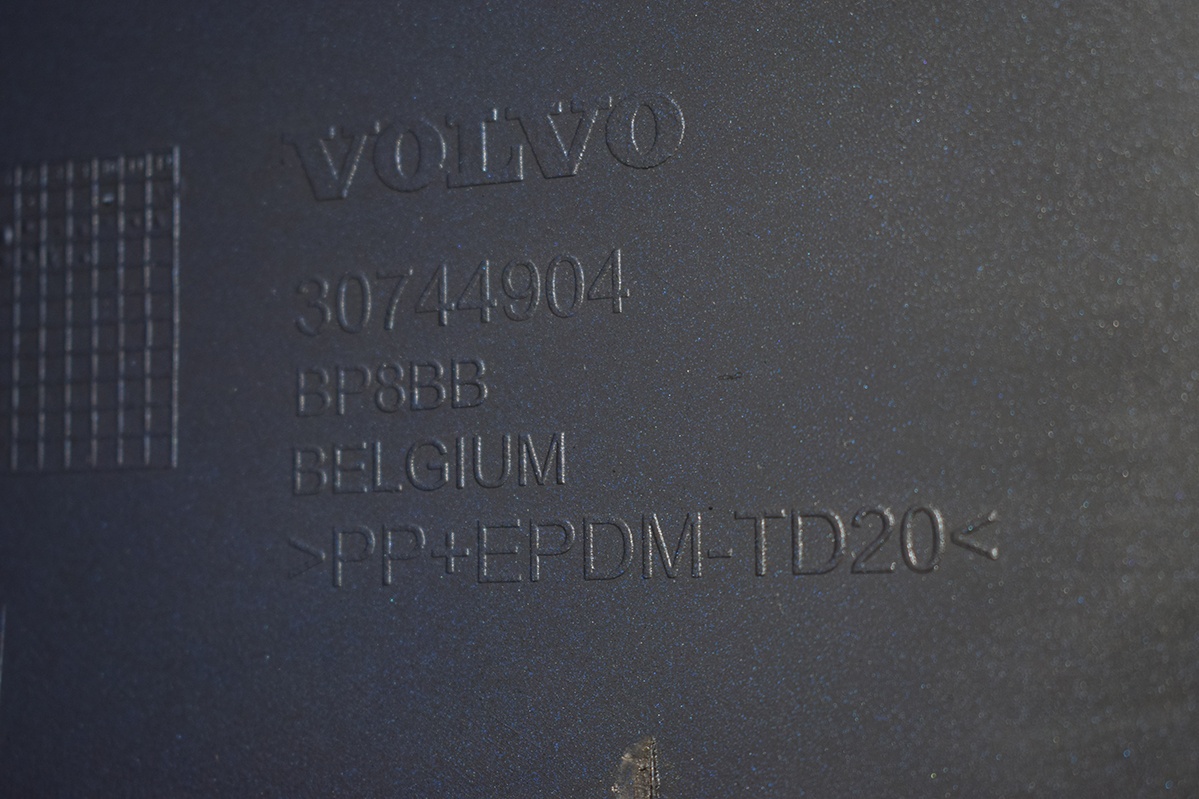 VOLVO
30744904
BP8BB
BELGIUM
>PP+EPDM-TD20<